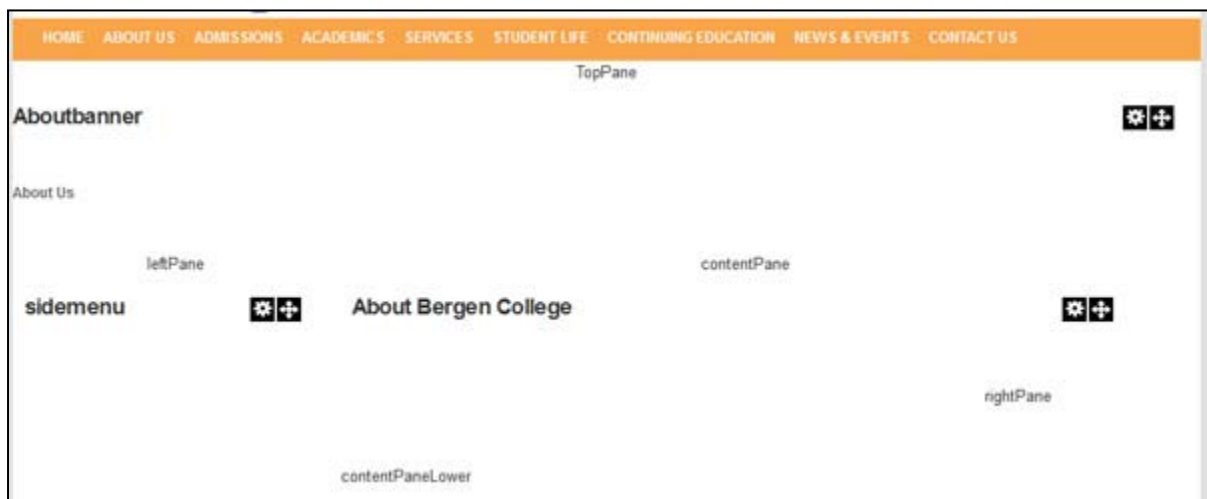 HOME ABOUT US ADMISSIONS ACADEMICS SERVICES STUDENT LIFE CONTINUING EDUCATION NEWS & EVENTS CONTACT US
TopPane
Aboutbanner
About Us
leftPane contentPane
sidemenu About Bergen College
rightPane
contentPaneLower